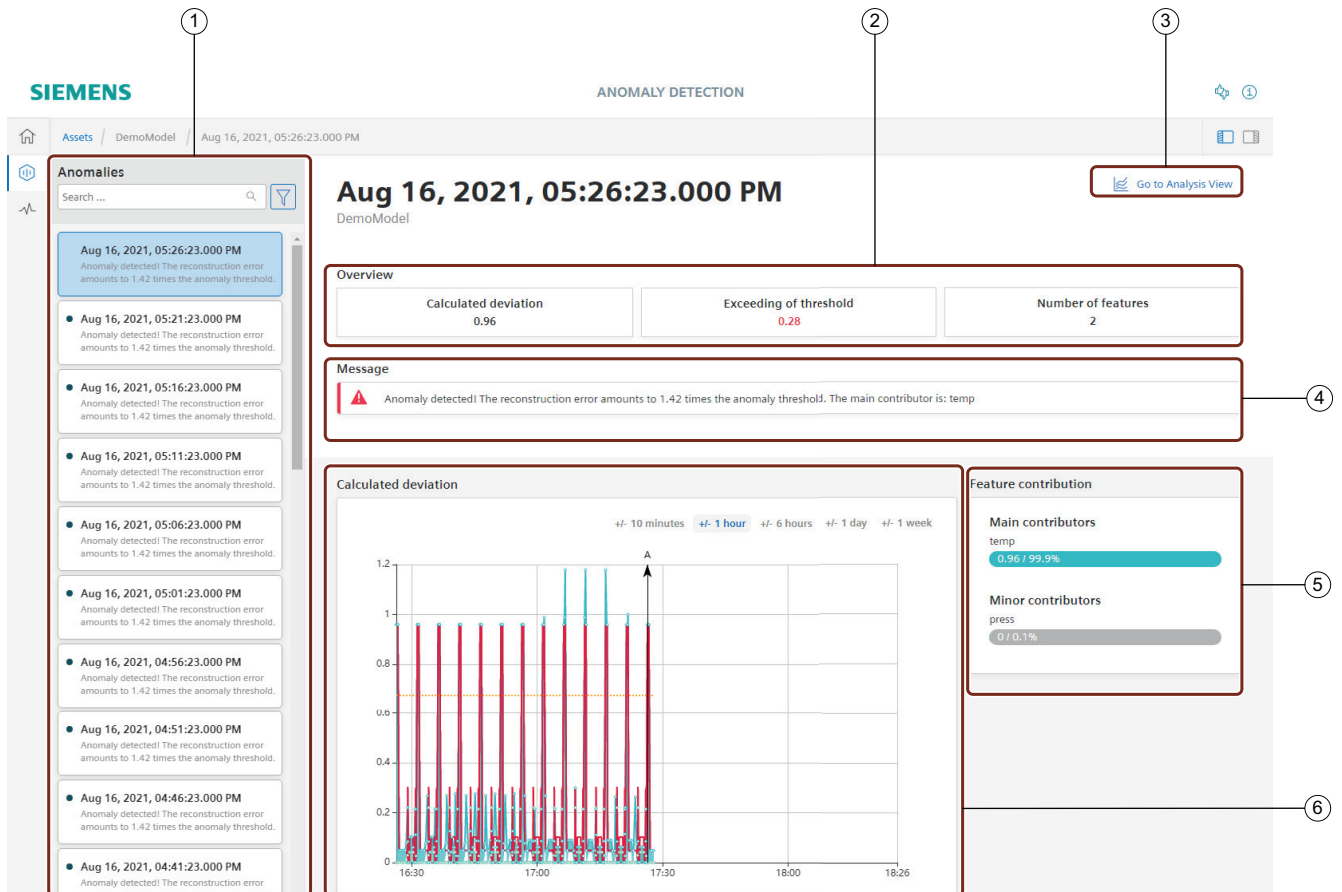 1
2
3
SIEMENS
ANOMALY DETECTION
Assets / DemoModel / Aug 16, 2021, 05:26:23.000 PM
Anomalies
Search ...
Aug 16, 2021, 05:26:23.000 PM
Anomaly detected! The reconstruction error
amounts to 1.42 times the anomaly threshold.
Aug 16, 2021, 05:21:23.000 PM
Anomaly detected! The reconstruction error
amounts to 1.42 times the anomaly threshold.
Aug 16, 2021, 05:16:23.000 PM
Anomaly detected! The reconstruction error
amounts to 1.42 times the anomaly threshold.
Aug 16, 2021, 05:11:23.000 PM
Anomaly detected! The reconstruction error
amounts to 1.42 times the anomaly threshold.
Aug 16, 2021, 05:06:23.000 PM
Anomaly detected! The reconstruction error
amounts to 1.42 times the anomaly threshold.
Aug 16, 2021, 05:01:23.000 PM
Anomaly detected! The reconstruction error
amounts to 1.42 times the anomaly threshold.
Aug 16, 2021, 04:56:23.000 PM
Anomaly detected! The reconstruction error
amounts to 1.42 times the anomaly threshold.
Aug 16, 2021, 04:51:23.000 PM
Anomaly detected! The reconstruction error
amounts to 1.42 times the anomaly threshold.
Aug 16, 2021, 04:46:23.000 PM
Anomaly detected! The reconstruction error
amounts to 1.42 times the anomaly threshold.
Aug 16, 2021, 04:41:23.000 PM
Anomaly detected! The reconstruction error
Aug 16, 2021, 05:26:23.000 PM
DemoModel
Go to Analysis View
Overview
Calculated deviation
0.96
Exceeding of threshold
0.28
Number of features
2
Message
Anomaly detected! The reconstruction error amounts to 1.42 times the anomaly threshold. The main contributor is: temp
4
Calculated deviation
+/- 10 minutes +/- 1 hour +/- 6 hours +/- 1 day +/- 1 week
A
1.2
1
0.8
0.6
0.4
0.2
0
16:30 17:00 17:30 18:00 18:26
Feature contribution
Main contributors
temp
0.96 / 99.9%
Minor contributors
press
0 / 0.1%
5
6